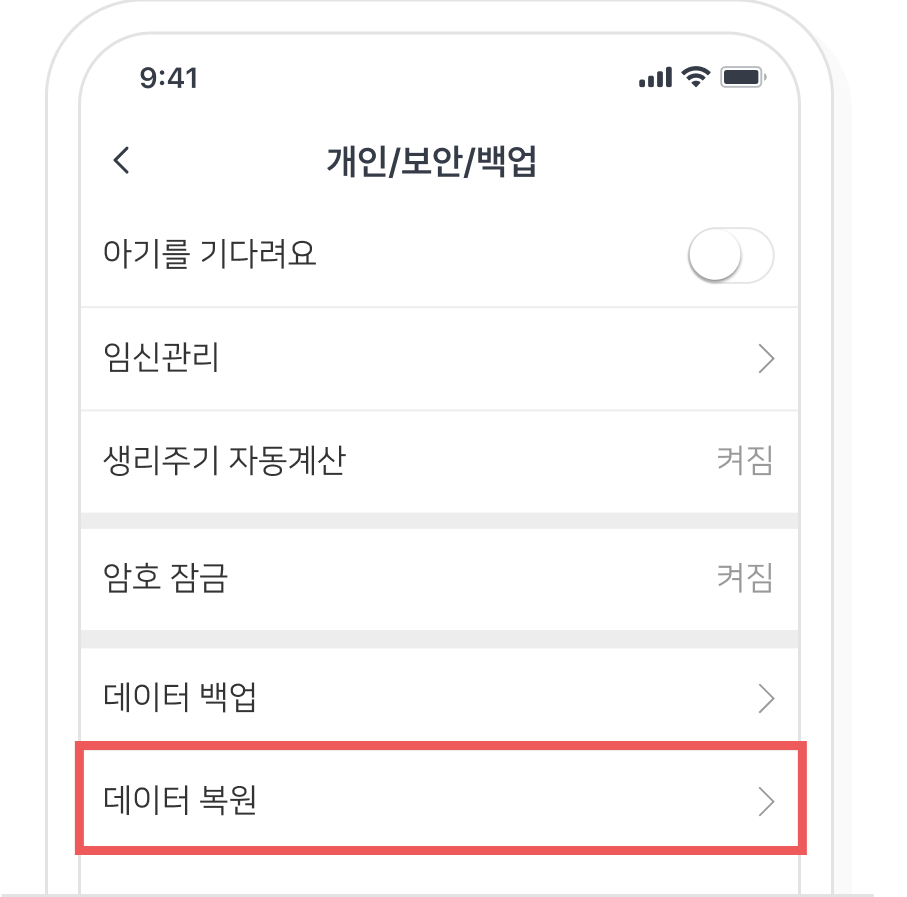 9:41
개인/보안/백업
아기를 기다려요
임신관리
생리주기 자동계산 켜짐
암호 잠금 켜짐
데이터 백업
데이터 복원